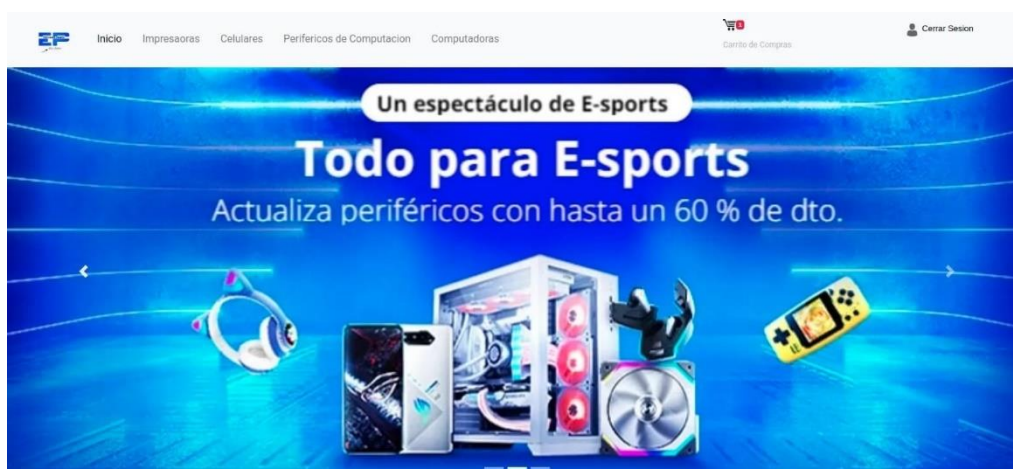 EP
Inicio Impresaoras Celulares Perifericos de Computacion Computadoras
Carrito de Compras
Cerrar Sesion
Un espectáculo de E-sports
Todo para E-sports
Actualiza periféricos con hasta un 60 % de dto.